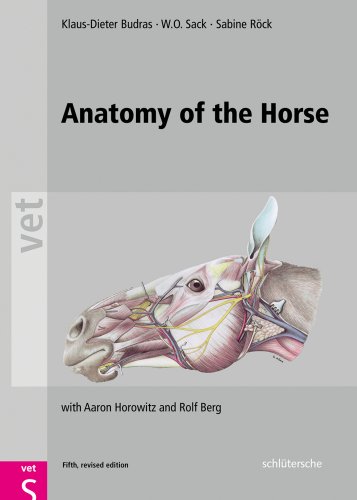 Klaus-Dieter Budras · W.O. Sack · Sabine Röck
Anatomy of the Horse
vet
with Aaron Horowitz and Rolf Berg
vet
S
Fifth, revised edition
schlütersche